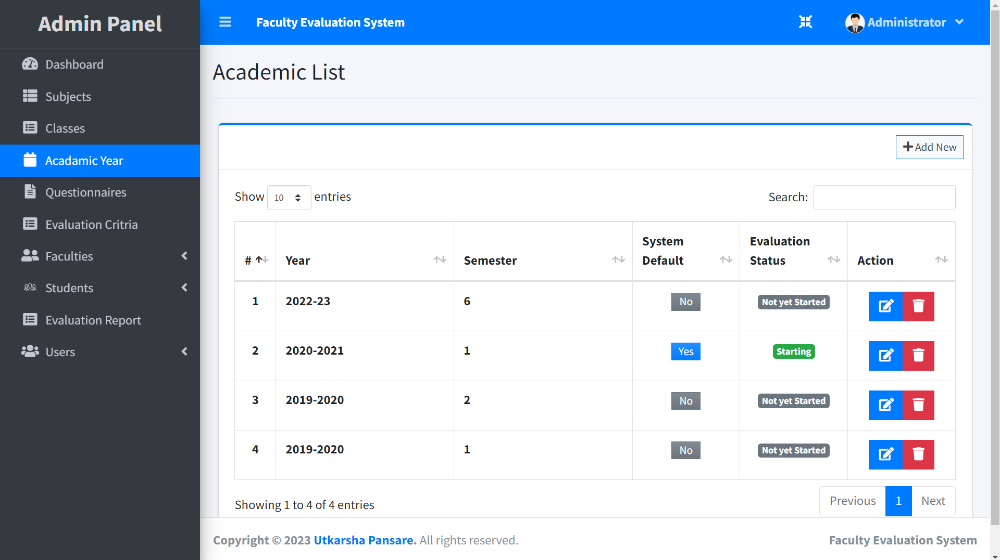 Admin Panel
Faculty Evaluation System
Administrator
Dashboard
Subjects
Classes
Acadamic Year
Questionnaires
Evaluation Critria
Faculties
Students
Evaluation Report
Users
Academic List
Add New
Show 10 entries
Search:
# Year Semester System Default Evaluation Status Action
1 2022-23 6 No Not yet Started
2 2020-2021 1 Yes Starting
3 2019-2020 2 No Not yet Started
4 2019-2020 1 No Not yet Started
Showing 1 to 4 of 4 entries
Previous 1 Next
Copyright © 2023 Utkarsha Pansare. All rights reserved.
Faculty Evaluation System